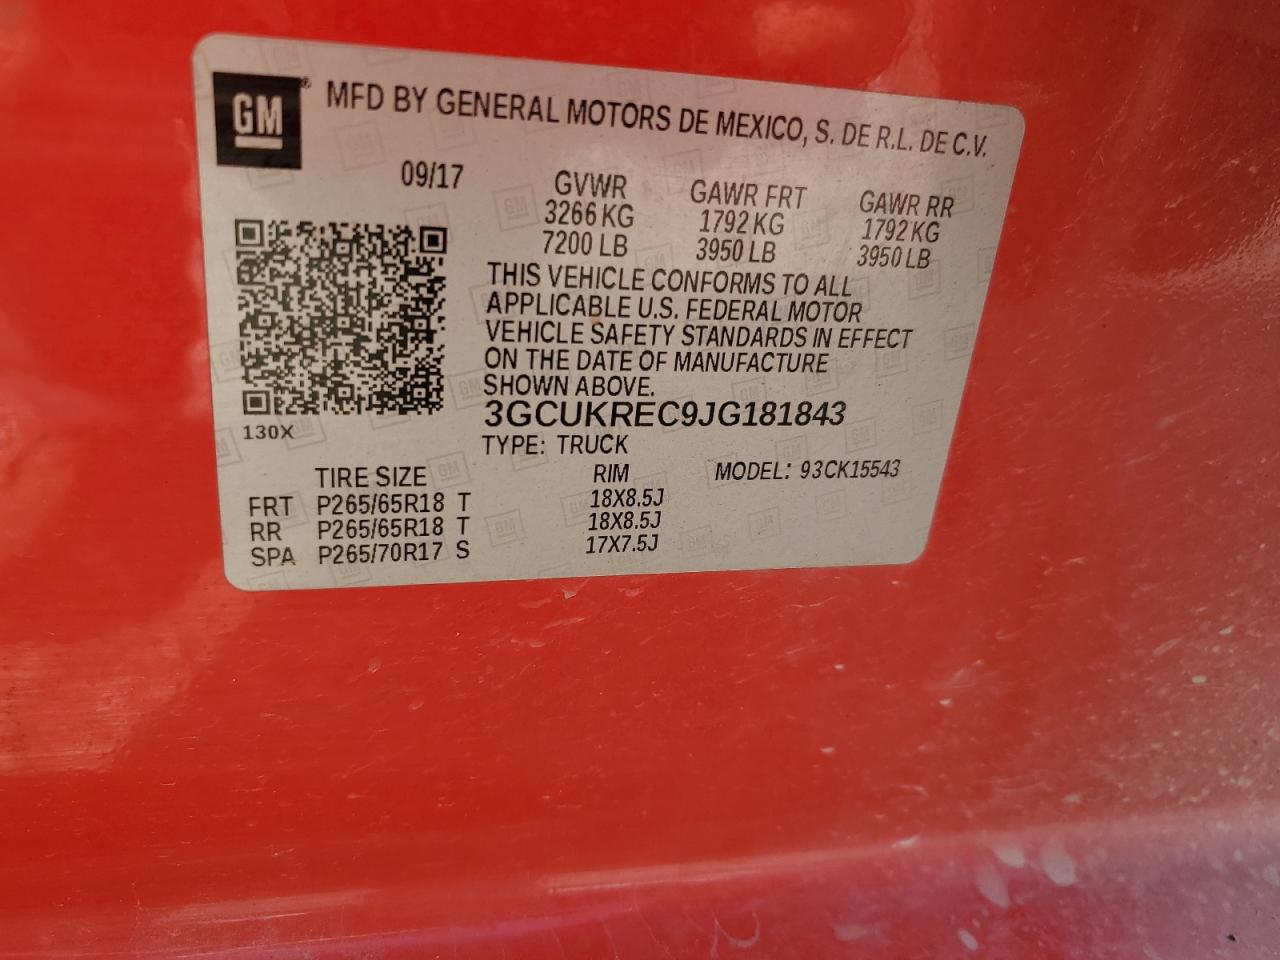 GM® MFD BY GENERAL MOTORS DE MEXICO, S. DE R.L. DE C.V.
09/17 GVWR GAWR FRT GAWR RR
3266 KG 1792 KG 1792 KG
7200 LB 3950 LB 3950 LB
THIS VEHICLE CONFORMS TO ALL
APPLICABLE U.S. FEDERAL MOTOR
VEHICLE SAFETY STANDARDS IN EFFECT
ON THE DATE OF MANUFACTURE
SHOWN ABOVE.
3GCUKREC9JG181843
130X
TYPE: TRUCK
TIRE SIZE RIM MODEL: 93CK15543
FRT P265/65R18 T 18X8.5J
RR P265/65R18 T 18X8.5J
SPA P265/70R17 S 17X7.5J